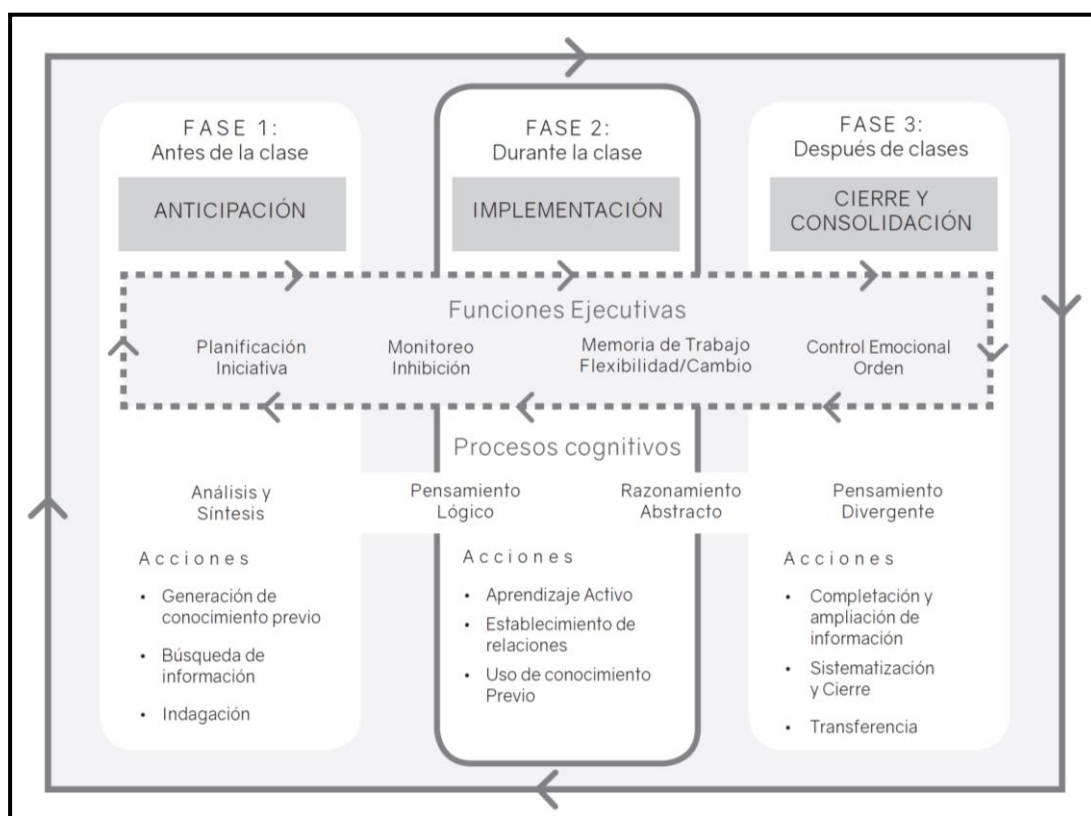 FASE 1:
Antes de la clase
ANTICIPACIÓN
FASE 2:
Durante la clase
IMPLEMENTACIÓN
FASE 3:
Después de clases
CIERRE Y
CONSOLIDACIÓN
Funciones Ejecutivas
Planificación
Iniciativa
Monitoreo
Inhibición
Memoria de Trabajo
Flexibilidad/Cambio
Control Emocional
Orden
Procesos cognitivos
Análisis y
Síntesis
Pensamiento
Lógico
Razonamiento
Abstracto
Pensamiento
Divergente
Acciones
• Generación de
conocimiento previo
• Búsqueda de
información
• Indagación
Acciones
• Aprendizaje Activo
• Establecimiento de
relaciones
• Uso de conocimiento
Previo
Acciones
• Completación y
ampliación de
información
• Sistematización
y Cierre
• Transferencia